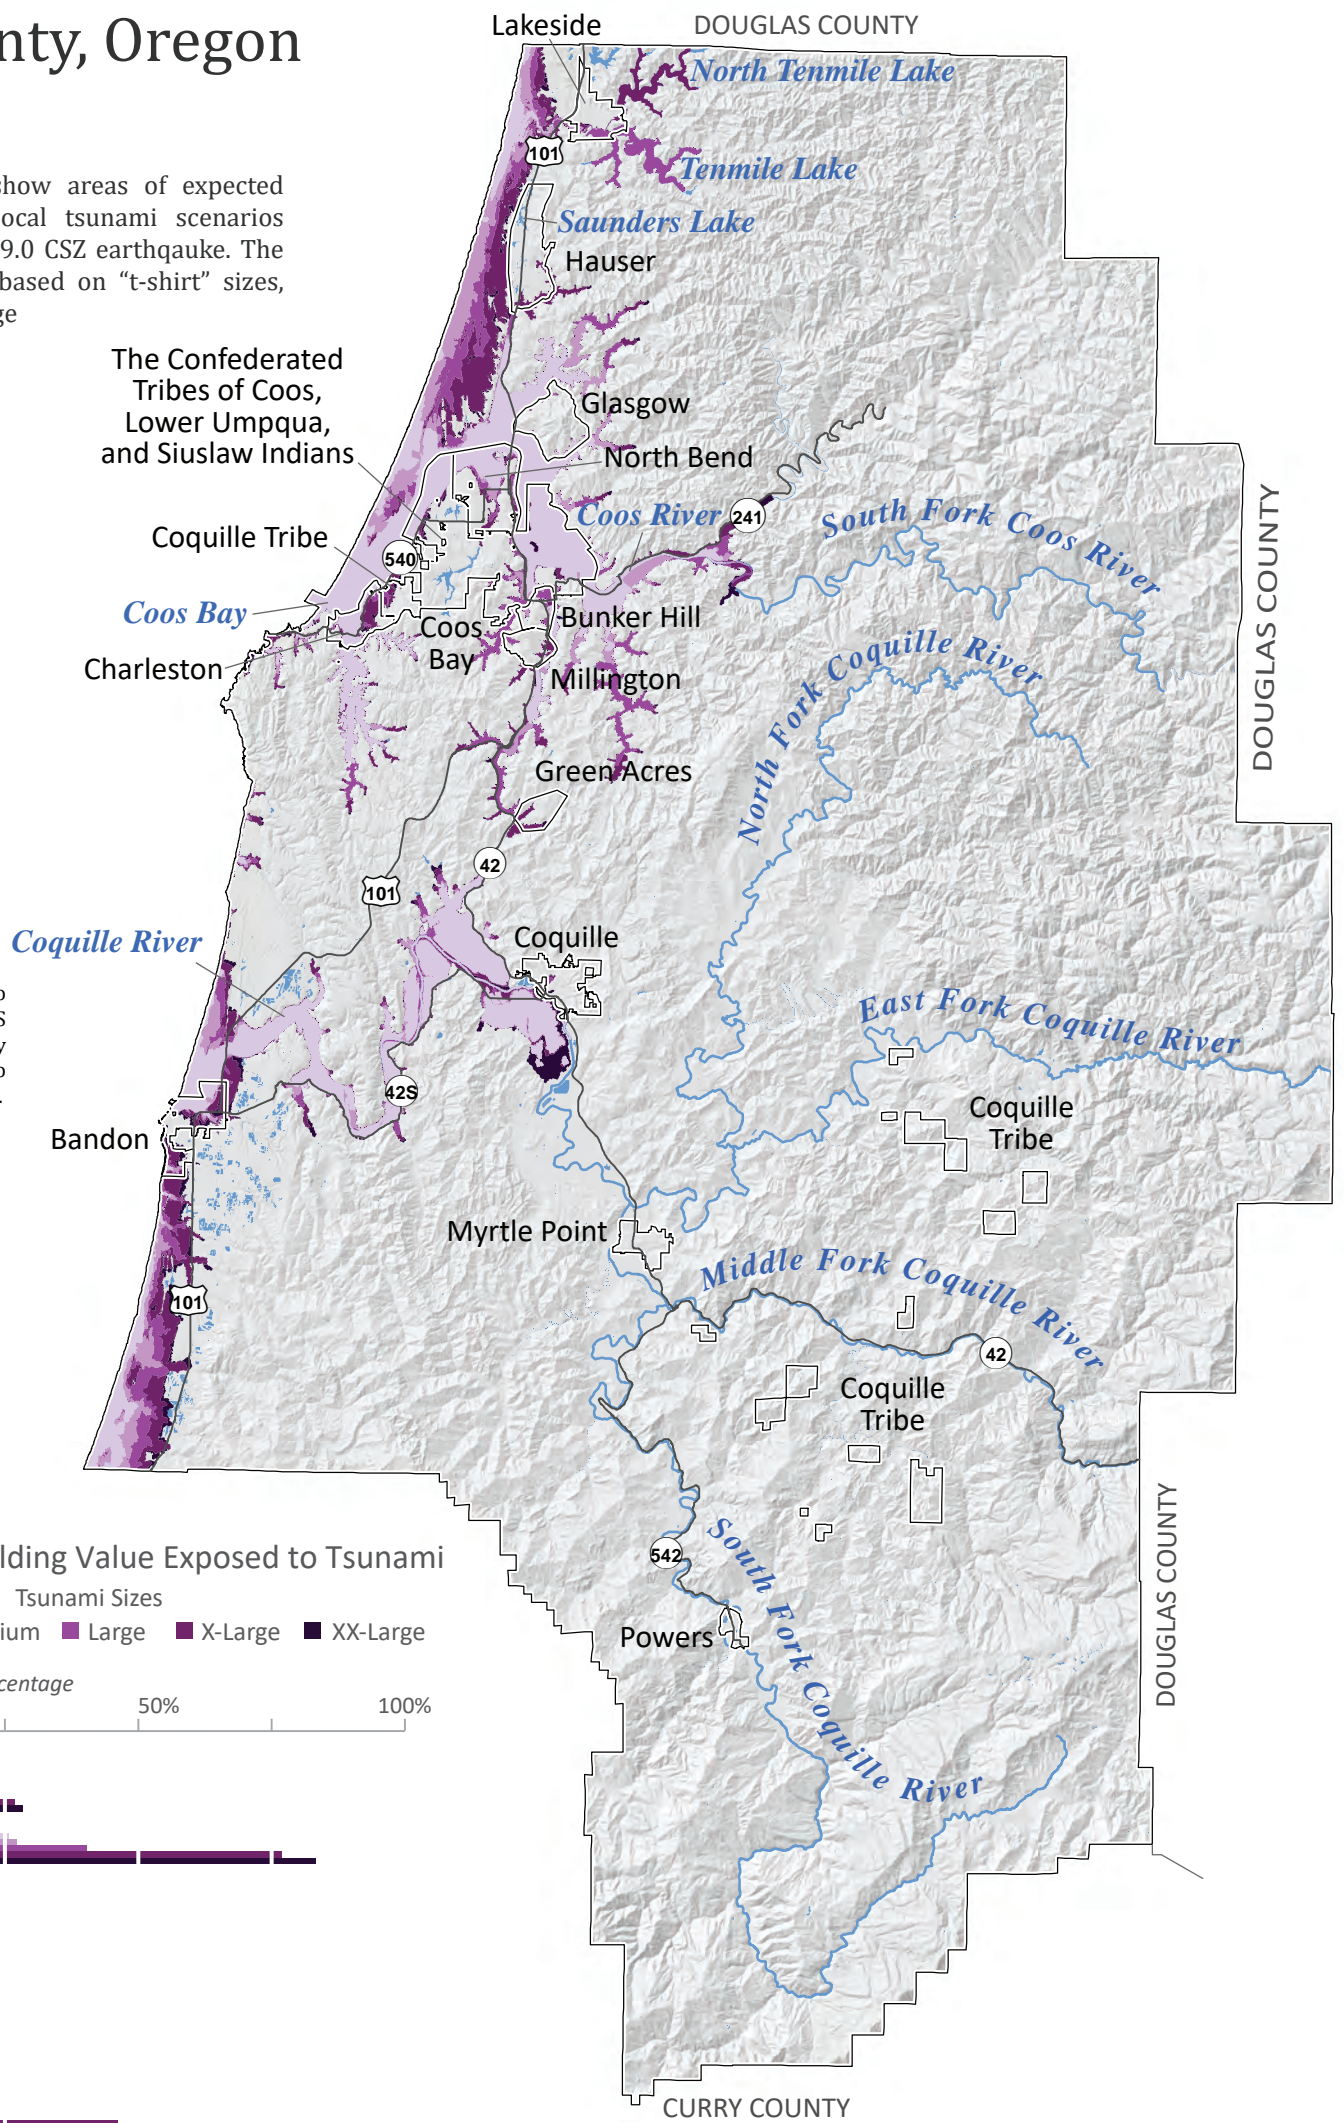 nty, Oregon
show areas of expected
ocal tsunami scenarios
9.0 CSZ earthqauke. The
based on “t-shirt” sizes,
ge
Lakeside
DOUGLAS COUNTY
North Tenmile Lake
101
Tenmile Lake
Saunders Lake
Hauser
The Confederated
Tribes of Coos,
Lower Umpqua,
and Siuslaw Indians
Glasgow
North Bend
Coos River
241
South Fork Coos River
DOUGLAS COUNTY
Coquille Tribe
540
Coos Bay
Charleston
Coos
Bay
Bunker Hill
Millington
North Fork Coquille River
Green Acres
42
101
Coquille River
Coquille
East Fork Coquille River
42S
Coquille
Tribe
Bandon
Myrtle Point
Middle Fork Coquille River
101
42
Coquille
Tribe
542
South Fork Coquille River
DOUGLAS COUNTY
Powers
lding Value Exposed to Tsunami
Tsunami Sizes
ium Large X-Large XX-Large
centage
50% 100%
CURRY COUNTY